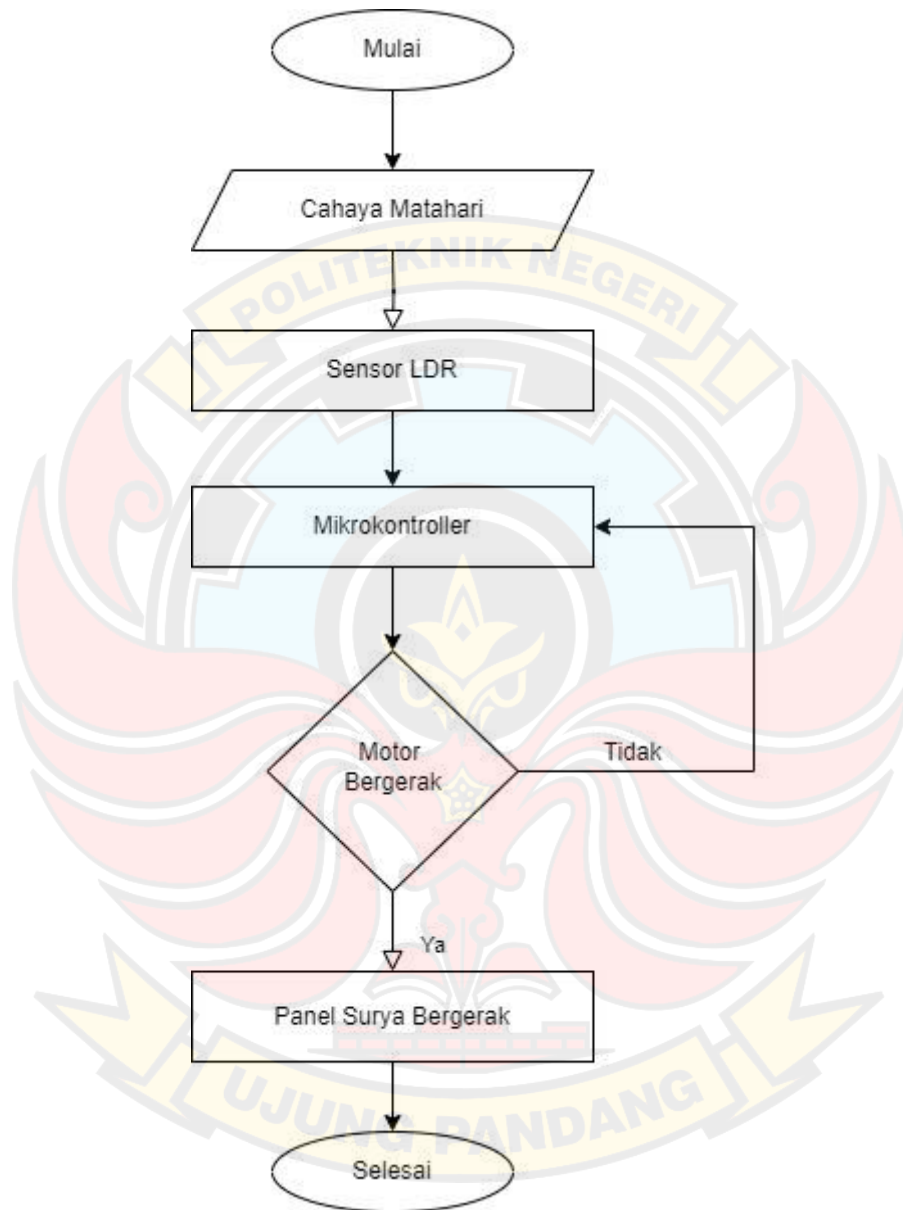 Mulai
Cahaya Matahari
POLITEKNIK NEGERI
Sensor LDR
Mikrokontroller
Motor
Bergerak
Tidak
Ya
Panel Surya Bergerak
UJUNG PANDANG
Selesai